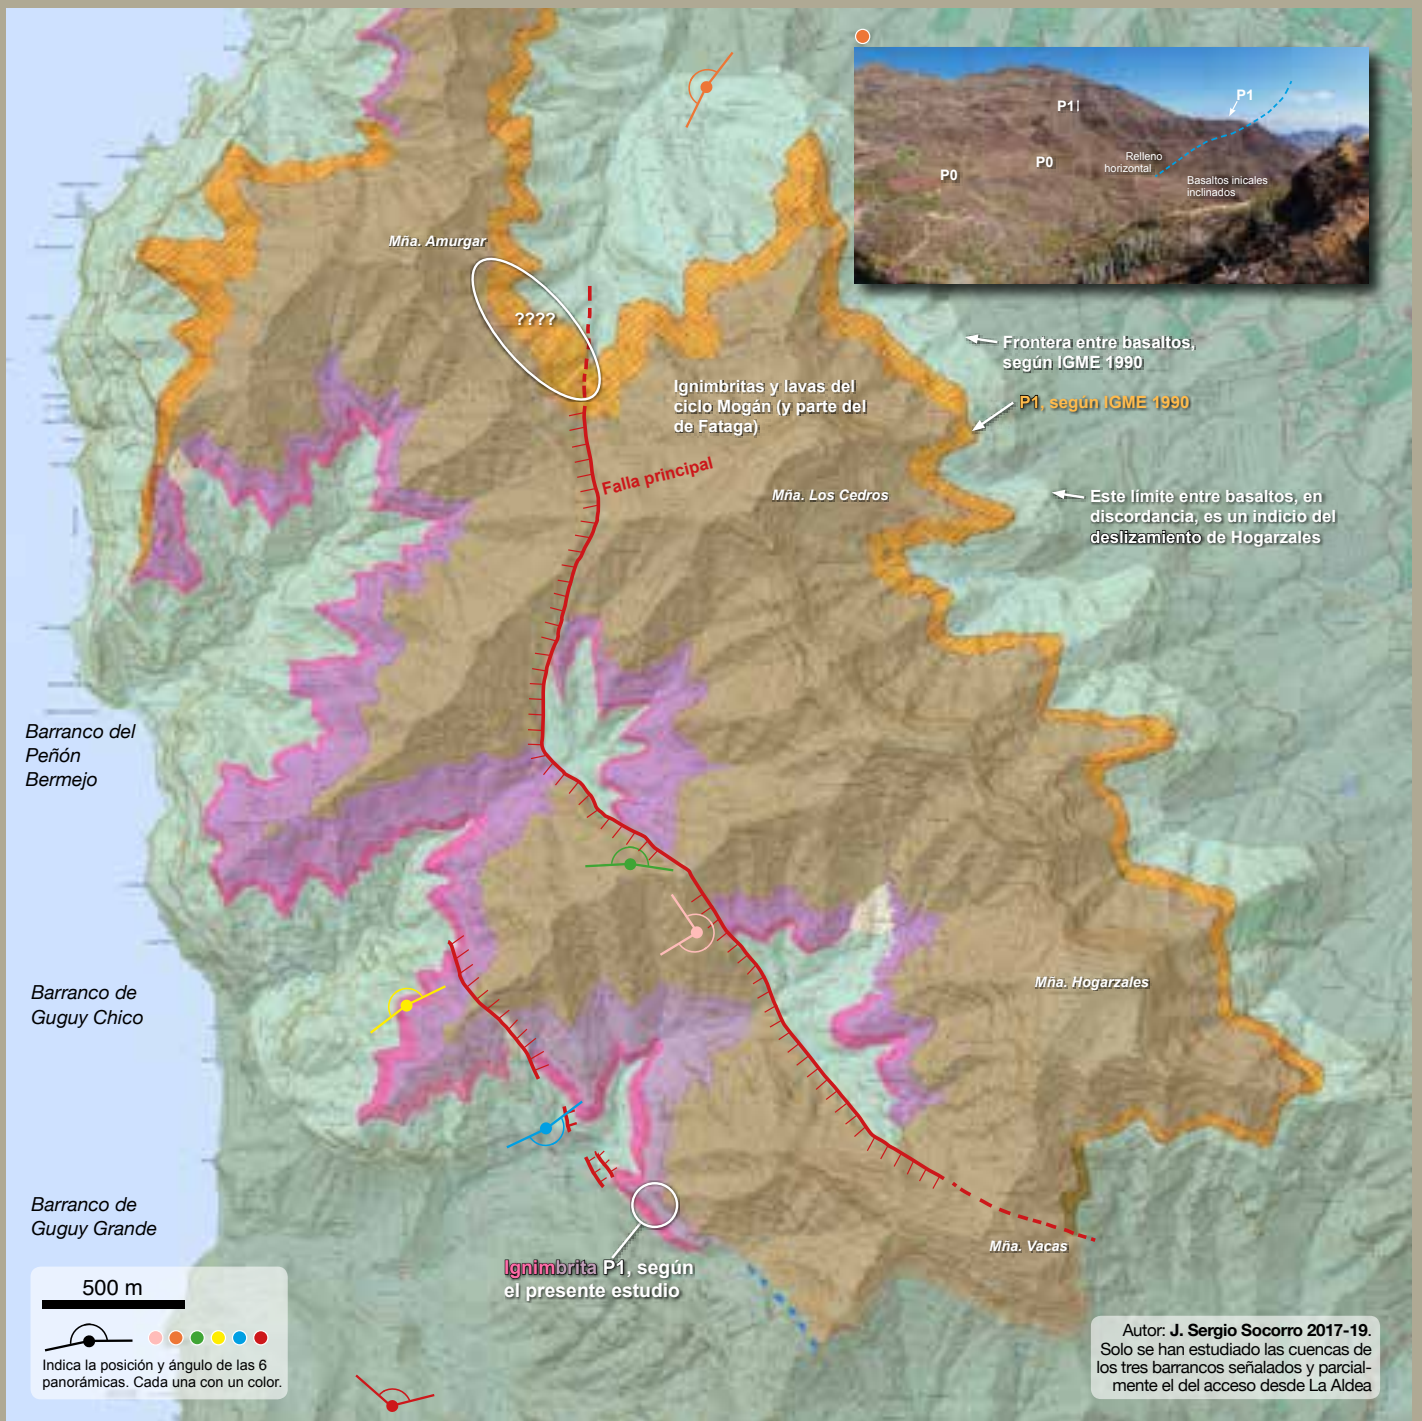 P1
P1
P0
P0
Relleno
horizontal
Basaltos inicales
inclinados
Mña. Amurgar
????
Frontera entre basaltos,
según IGME 1990
Ignimbritas y lavas del
ciclo Mogán (y parte del
de Fataga)
P1, según IGME 1990
Falla principal
Mña. Los Cedros
Este límite entre basaltos, en
discordancia, es un indicio del
deslizamiento de Hogarzales
Barranco del
Peñón
Bermejo
Mña. Hogarzales
Barranco de
Guguy Chico
Barranco de
Guguy Grande
Mña. Vacas
Ignimbrita P1, según
el presente estudio
500 m
Indica la posición y ángulo de las 6
panorámicas. Cada una con un color.
Autor: J. Sergio Socorro 2017-19.
Solo se han estudiado las cuencas de
los tres barrancos señalados y parcial-
mente el del acceso desde La Aldea